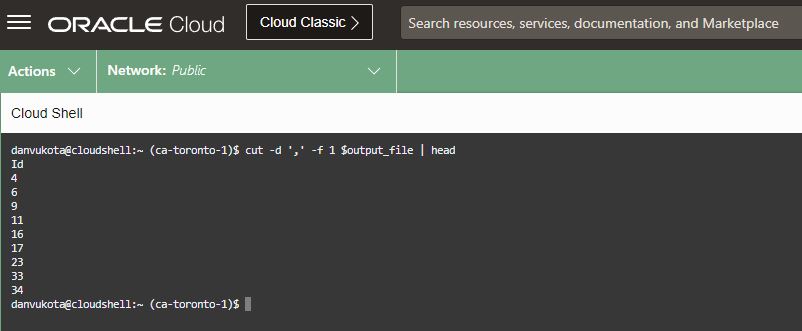 ORACLE Cloud
Cloud Classic >
Search resources, services, documentation, and Marketplace
Actions
Network: Public
Cloud Shell
danvukota@cloudshell:~ (ca-toronto-1)$ cut -d ',' -f 1 $output_file | head
Id
4
6
9
11
16
17
23
33
34
danvukota@cloudshell:~ (ca-toronto-1)$